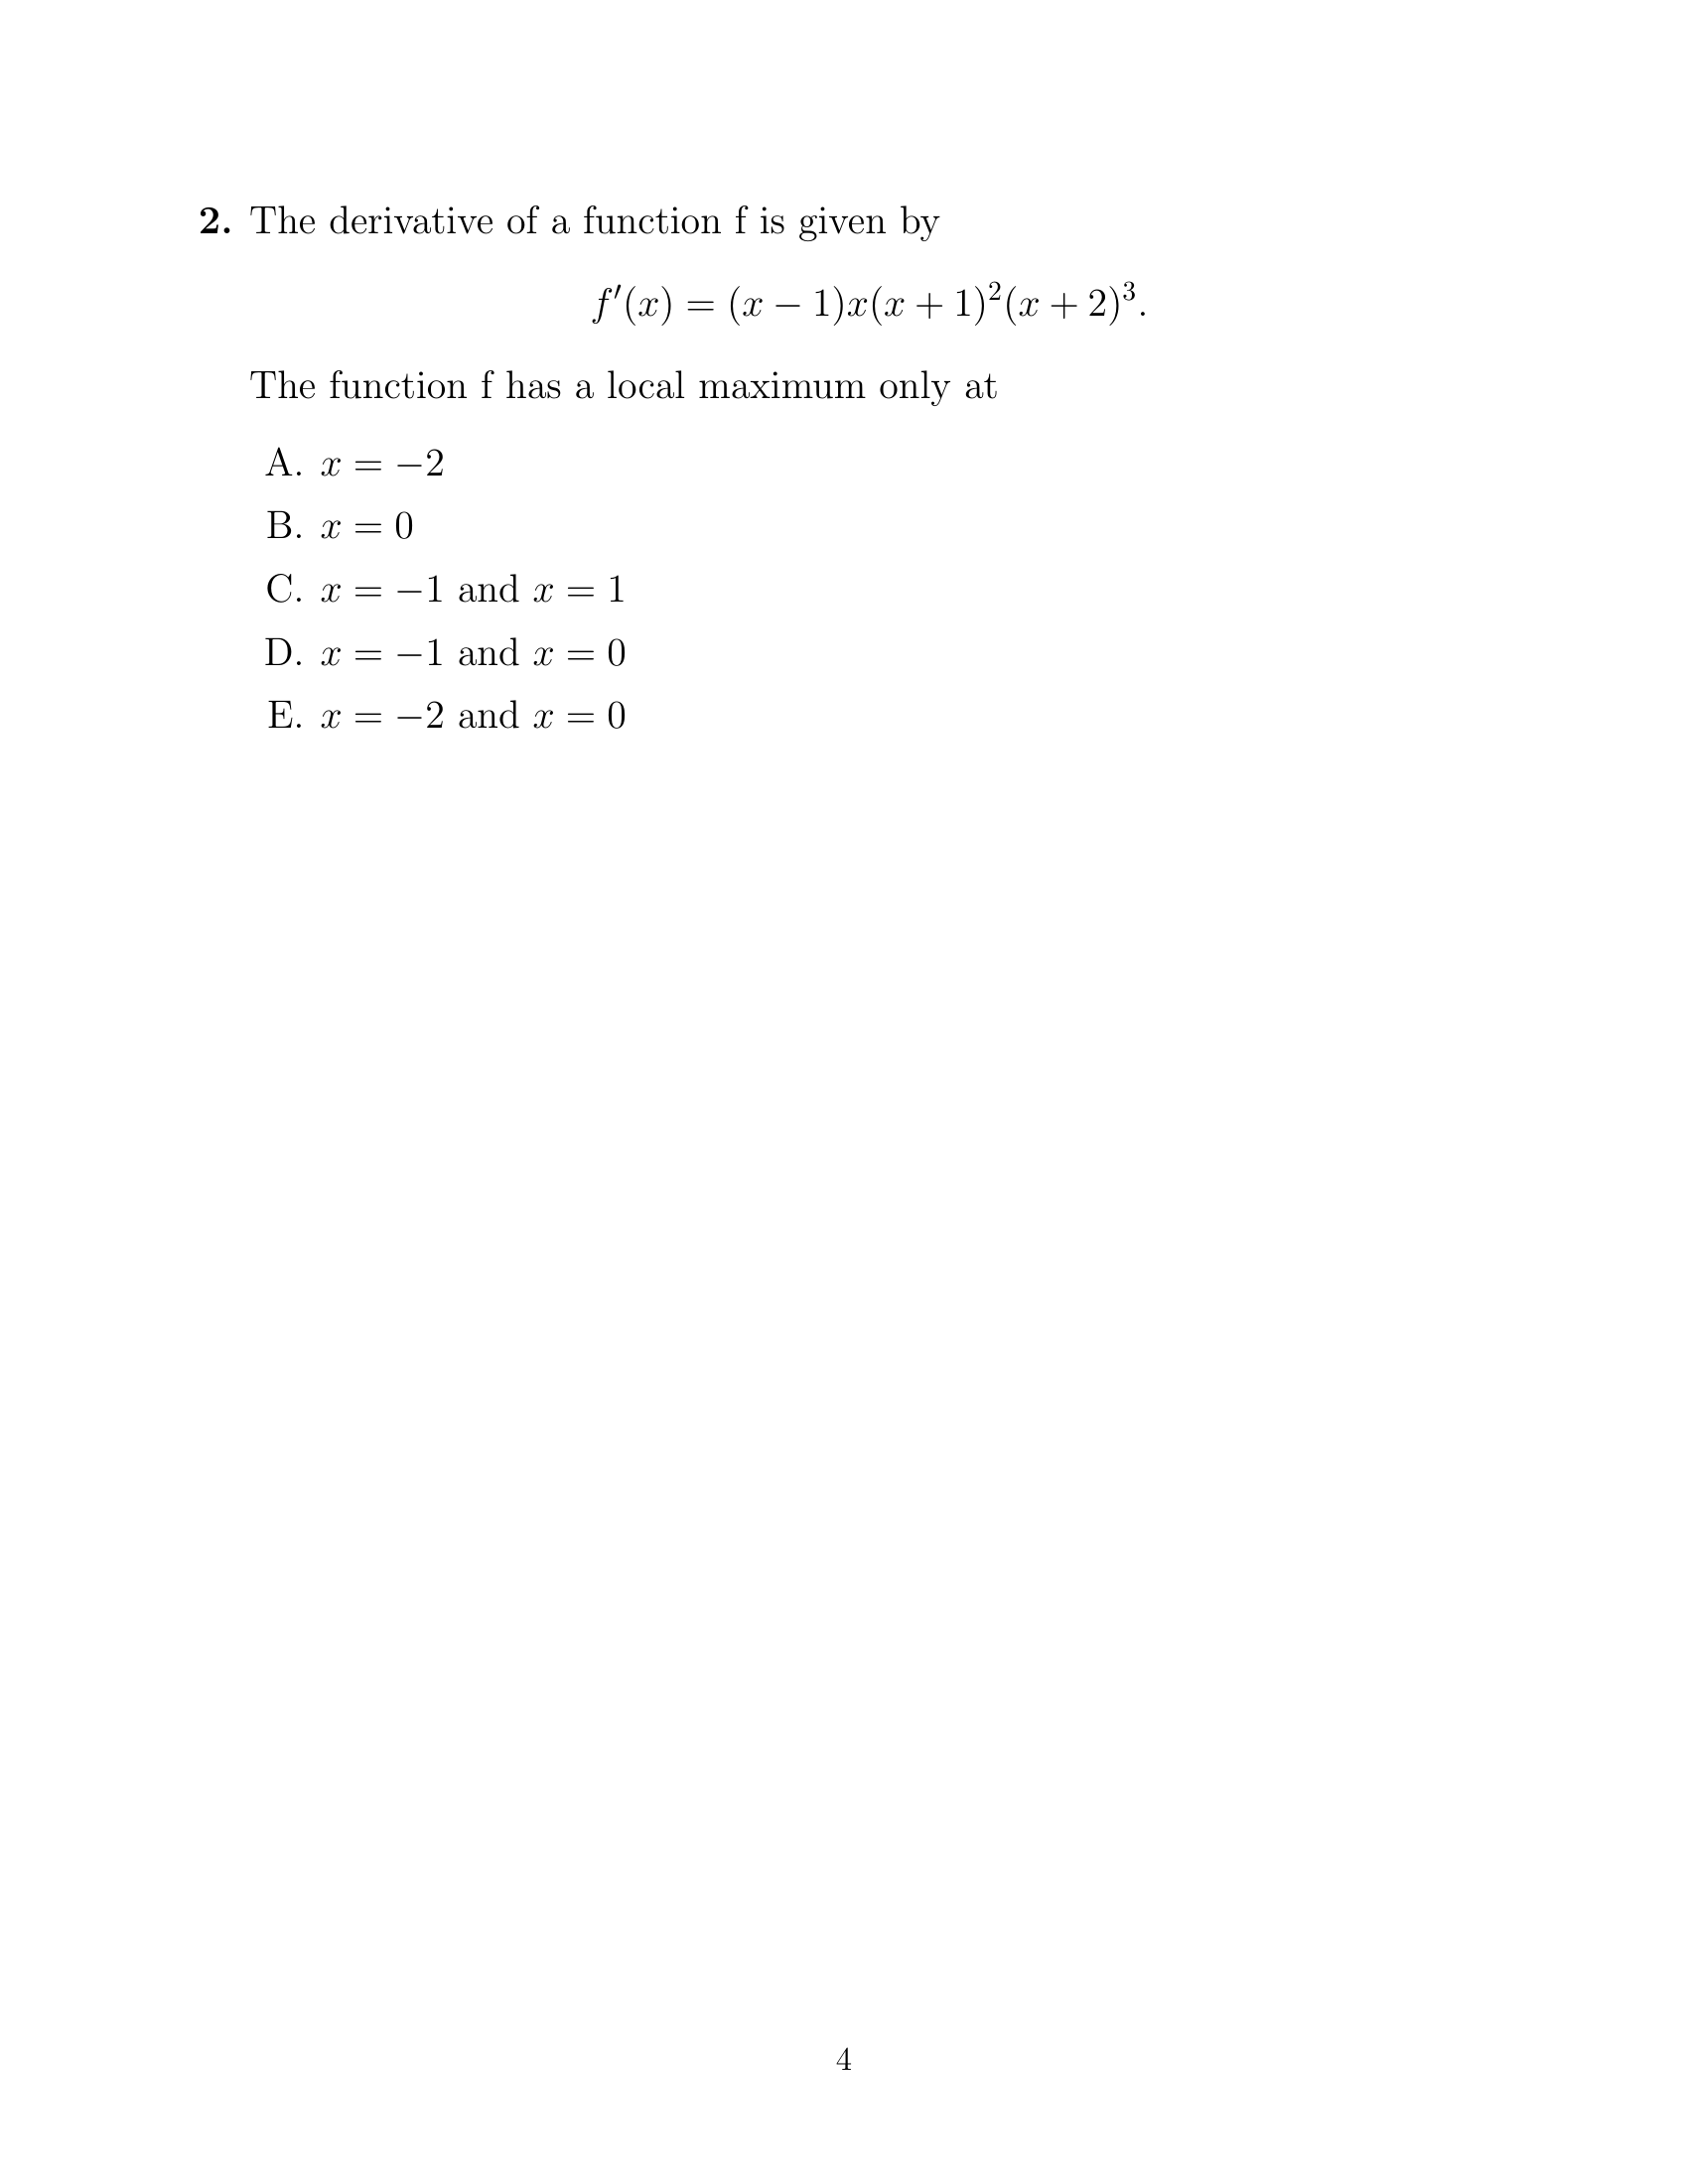 2. The derivative of a function f is given by
f′(x) = (x − 1)x(x + 1)²(x + 2)³.
The function f has a local maximum only at
A. x = −2
B. x = 0
C. x = −1 and x = 1
D. x = −1 and x = 0
E. x = −2 and x = 0
4